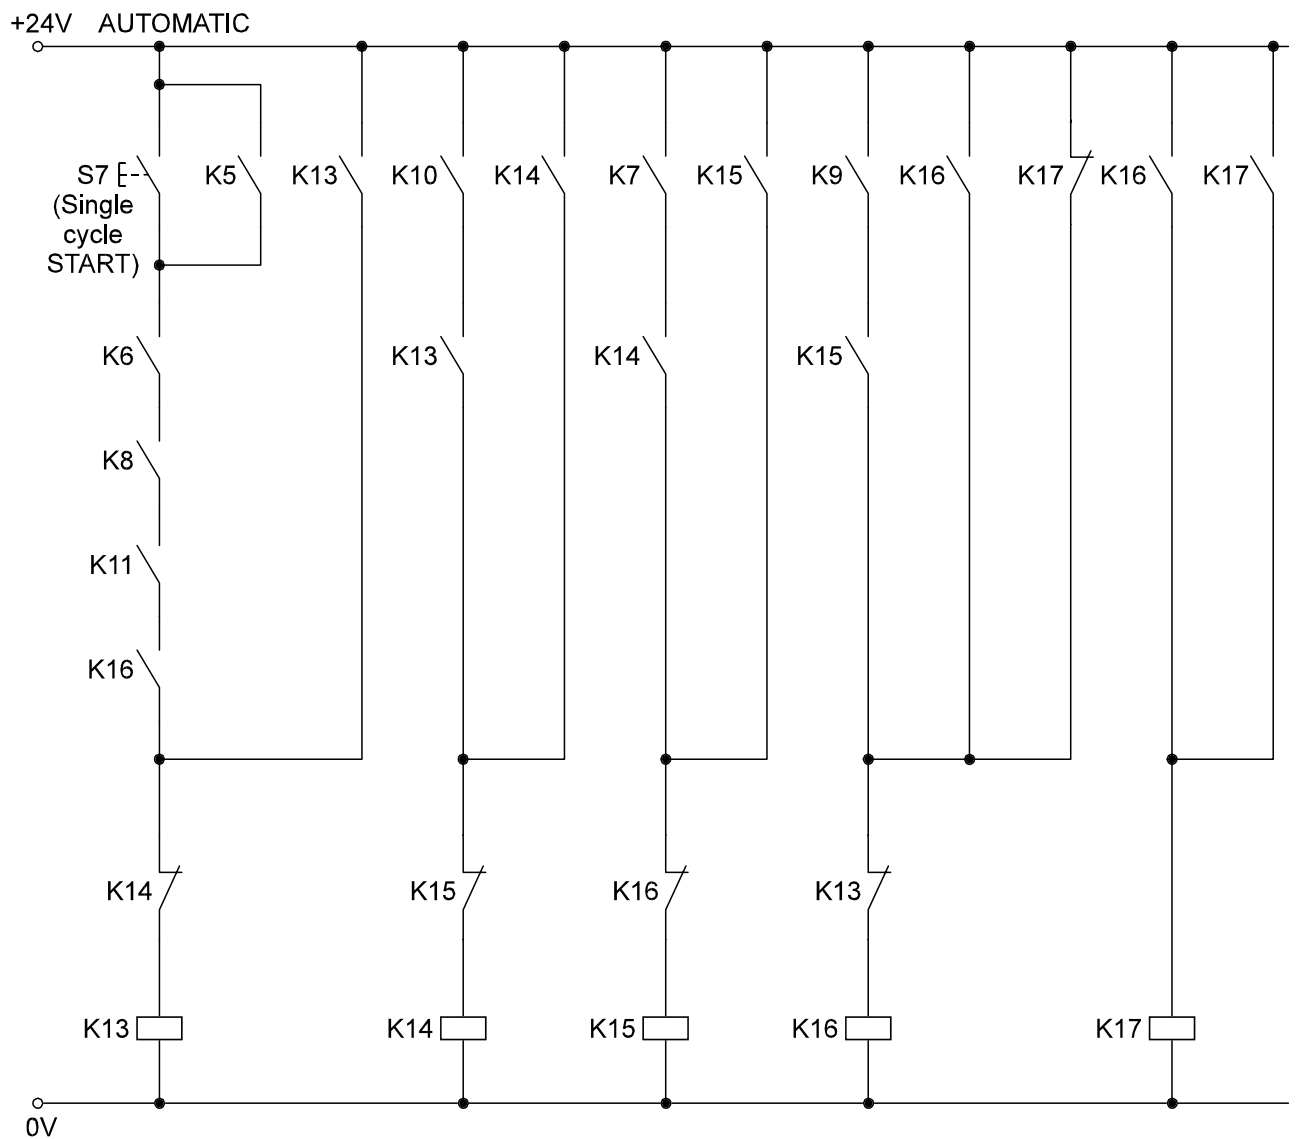 +24V AUTOMATIC
S7
(Single
cycle
START)
K5
K13
K10
K14
K7
K15
K9
K16
K17
K16
K17
K6
K13
K14
K15
K8
K11
K16
K14
K15
K16
K13
K13
K14
K15
K16
K17
0V